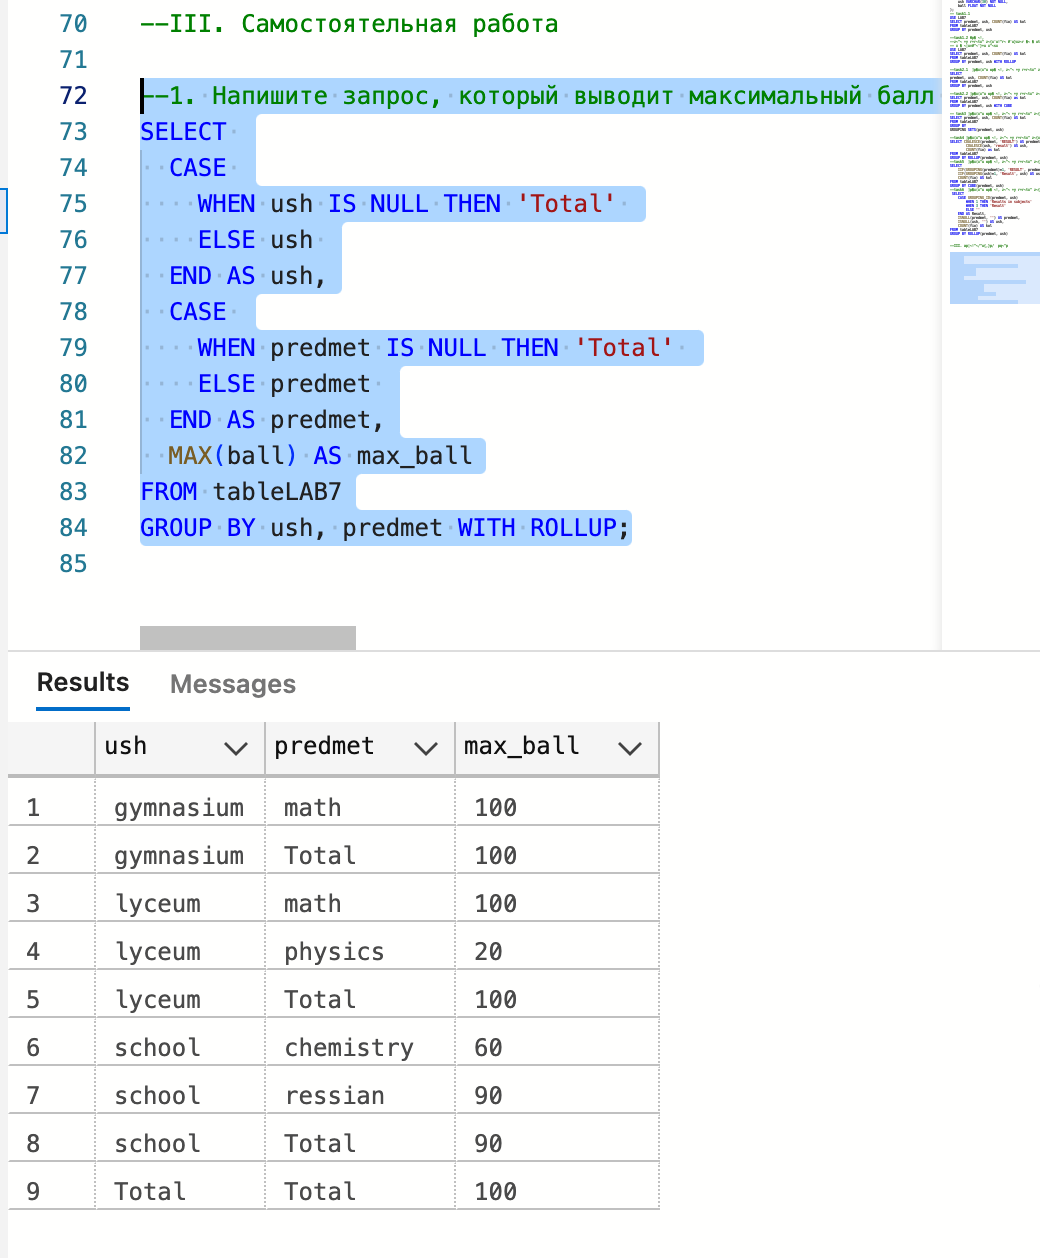 70 --III. Самостоятельная работа
71
72 --1. Напишите запрос, который выводит максимальный балл
73 SELECT
74 CASE
75 WHEN ush IS NULL THEN 'Total'
76 ELSE ush
77 END AS ush,
78 CASE
79 WHEN predmet IS NULL THEN 'Total'
80 ELSE predmet
81 END AS predmet,
82 MAX(ball) AS max_ball
83 FROM tableLAB7
84 GROUP BY ush, predmet WITH ROLLUP;
85
Results Messages
ush predmet max_ball
1 gymnasium math 100
2 gymnasium Total 100
3 lyceum math 100
4 lyceum physics 20
5 lyceum Total 100
6 school chemistry 60
7 school ressian 90
8 school Total 90
9 Total Total 100